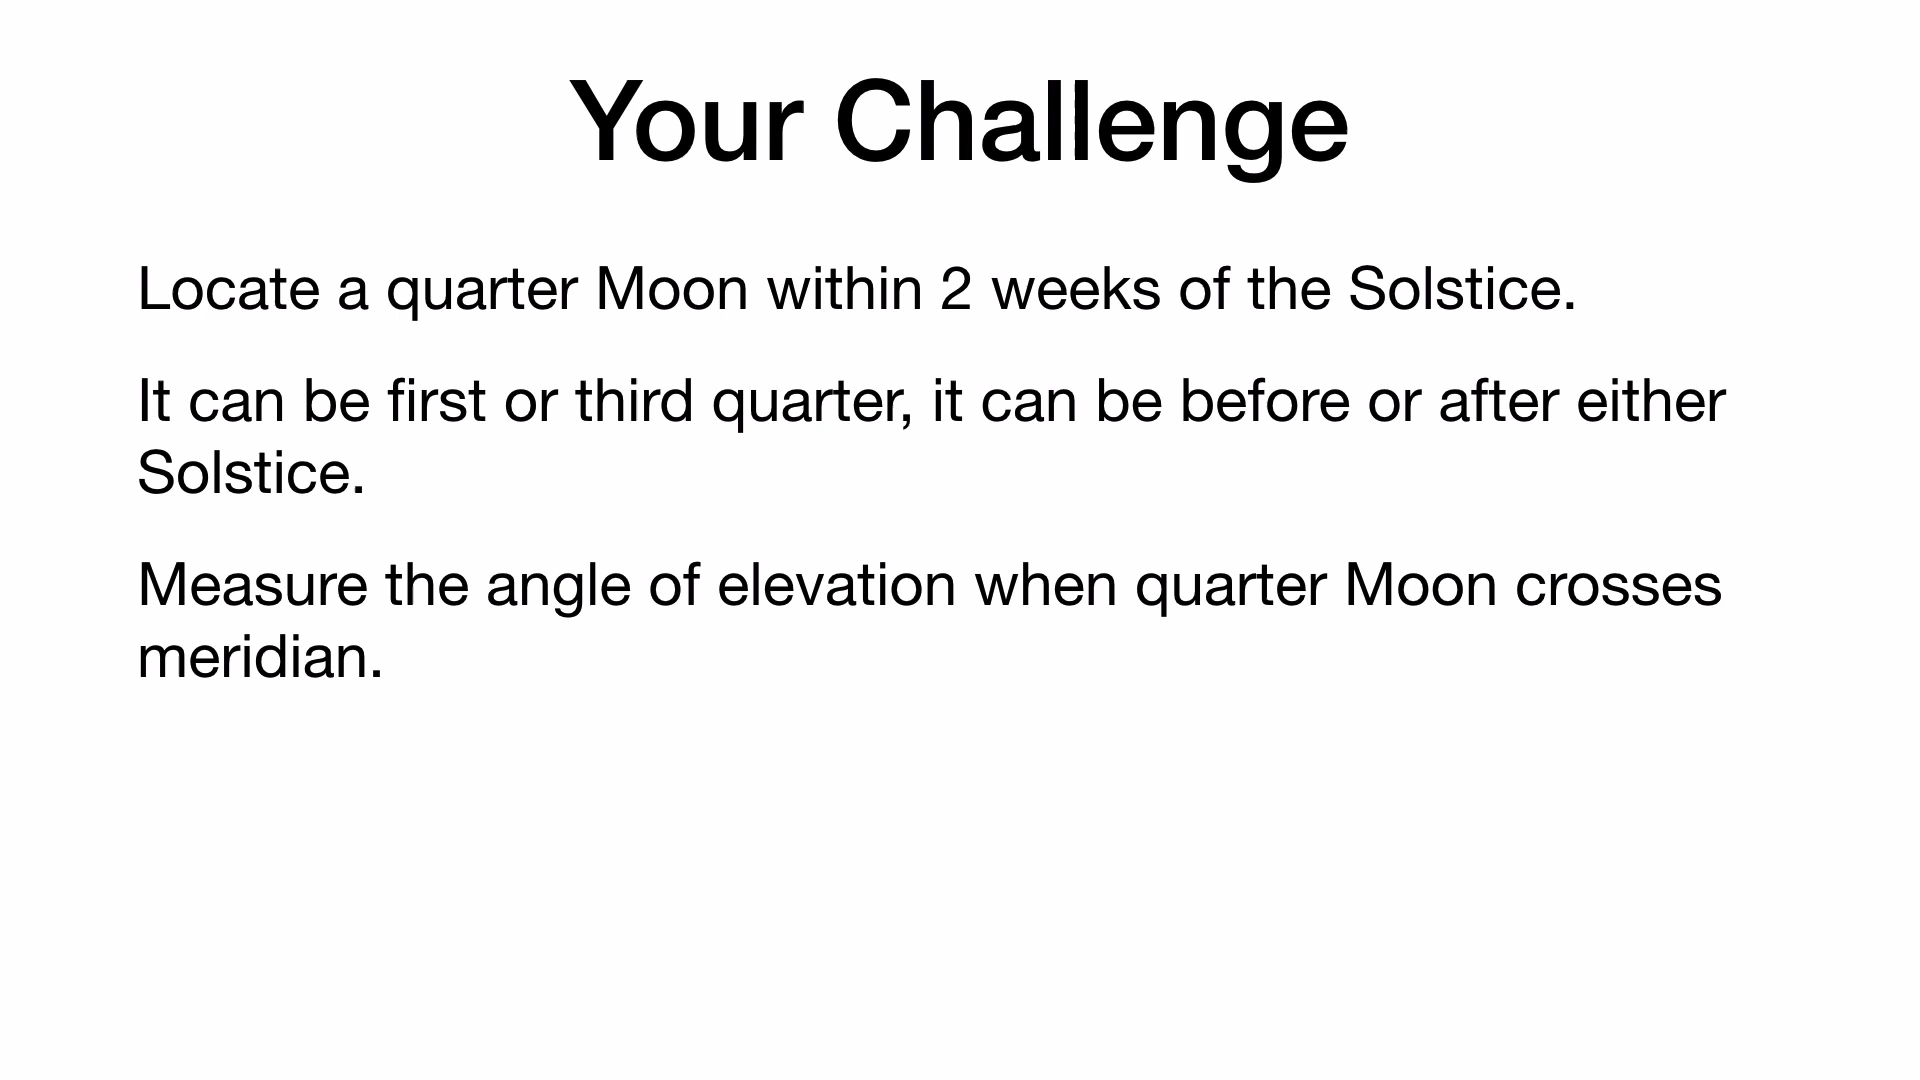 Your Challenge
Locate a quarter Moon within 2 weeks of the Solstice.
It can be first or third quarter, it can be before or after either
Solstice.
Measure the angle of elevation when quarter Moon crosses
meridian.